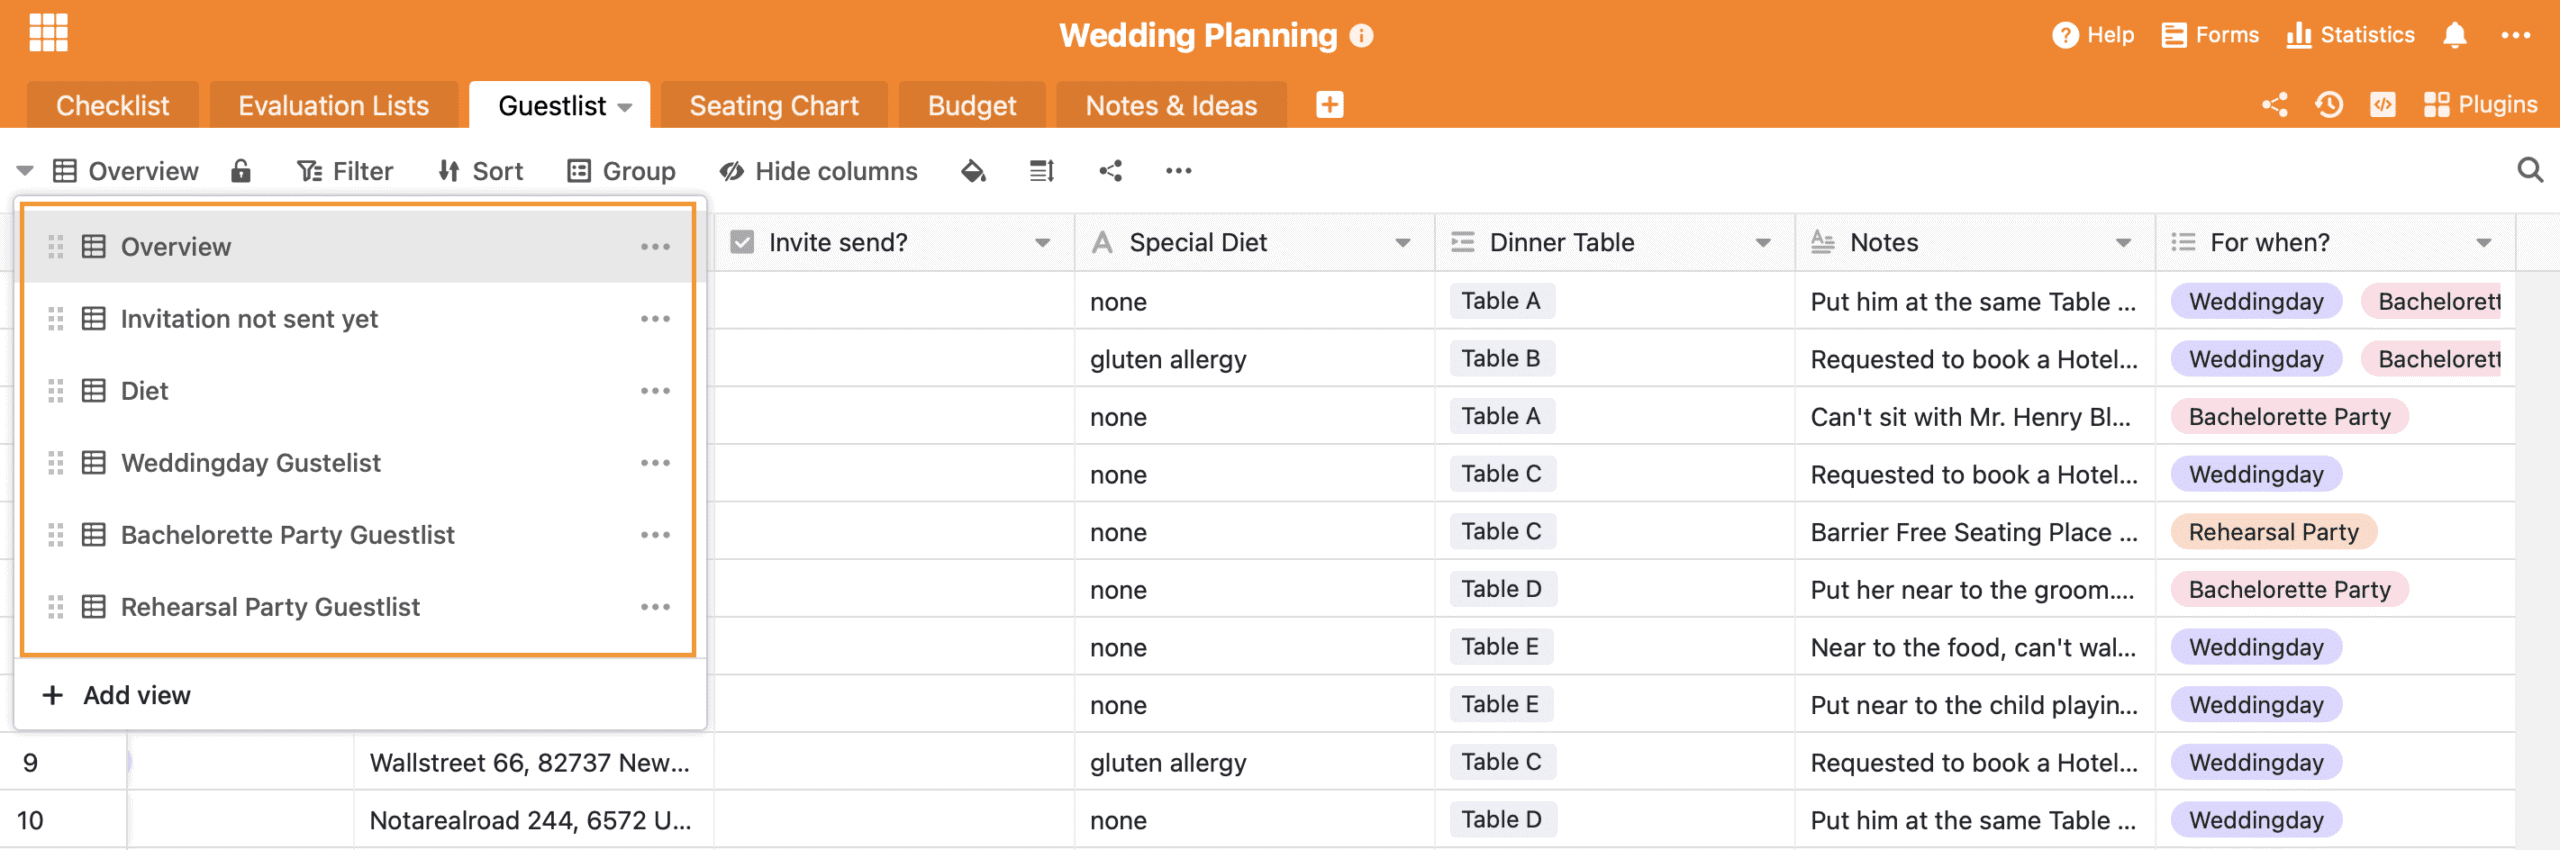 Wedding Planning
Help
Forms
Statistics
Checklist
Evaluation Lists
Guestlist
Seating Chart
Budget
Notes & Ideas
Plugins
Overview
Filter
Sort
Group
Hide columns
Overview
Invitation not sent yet
Diet
Weddingday Gustelist
Bachelorette Party Guestlist
Rehearsal Party Guestlist
Add view
Invite send? Special Diet Dinner Table Notes For when?
none Table A Put him at the same Table ... Weddingday Bachelorett
gluten allergy Table B Requested to book a Hotel... Weddingday Bachelorett
none Table A Can't sit with Mr. Henry Bl... Bachelorette Party
none Table C Requested to book a Hotel... Weddingday
none Table C Barrier Free Seating Place ... Rehearsal Party
none Table D Put her near to the groom.... Bachelorette Party
none Table E Near to the food, can't wal... Weddingday
none Table E Put near to the child playin... Weddingday
9 Wallstreet 66, 82737 New... gluten allergy Table C Requested to book a Hotel... Weddingday
10 Notarealroad 244, 6572 U... none Table D Put him at the same Table ... Weddingday